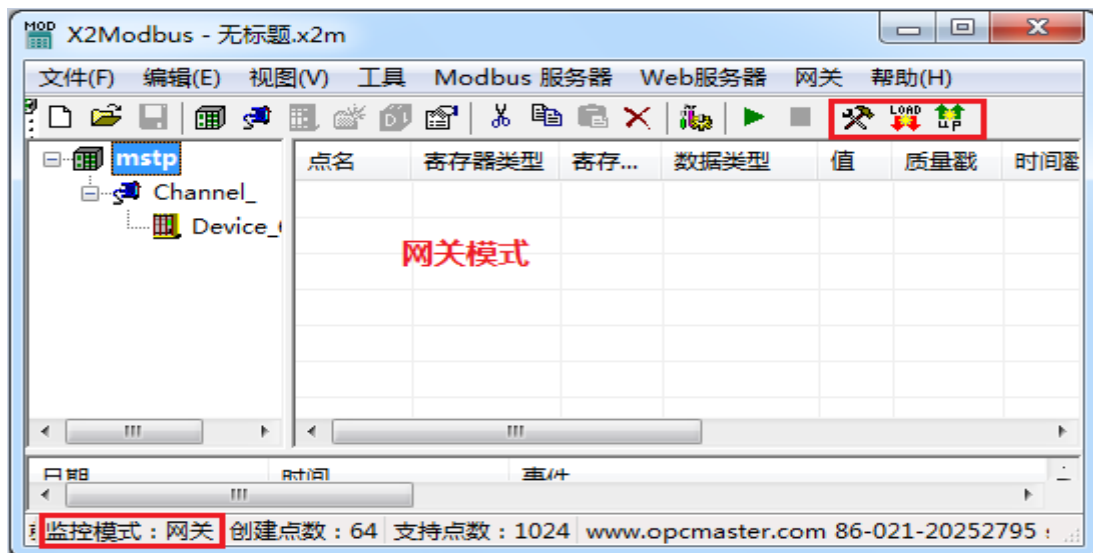 MOD
X2Modbus - 无标题.x2m
文件(F) 编辑(E) 视图(V) 工具 Modbus 服务器 Web服务器 网关 帮助(H)
LOAD UP
mstp 点名 寄存器类型 寄存... 数据类型 值 质量戳 时间戳
Channel_
Device_
网关模式
日期 时间 事件
监控模式：网关 创建点数：64 支持点数：1024 www.opcmaster.com 86-021-20252795